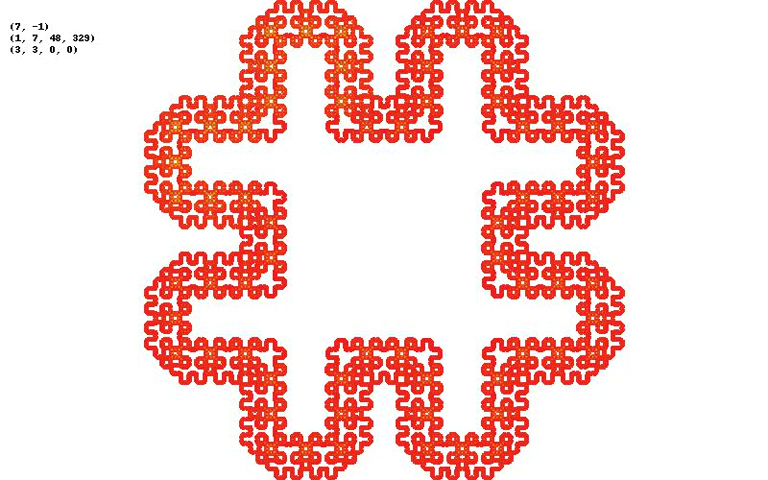 (7, -1)
(1, 7, 48, 329)
(3, 3, 0, 0)